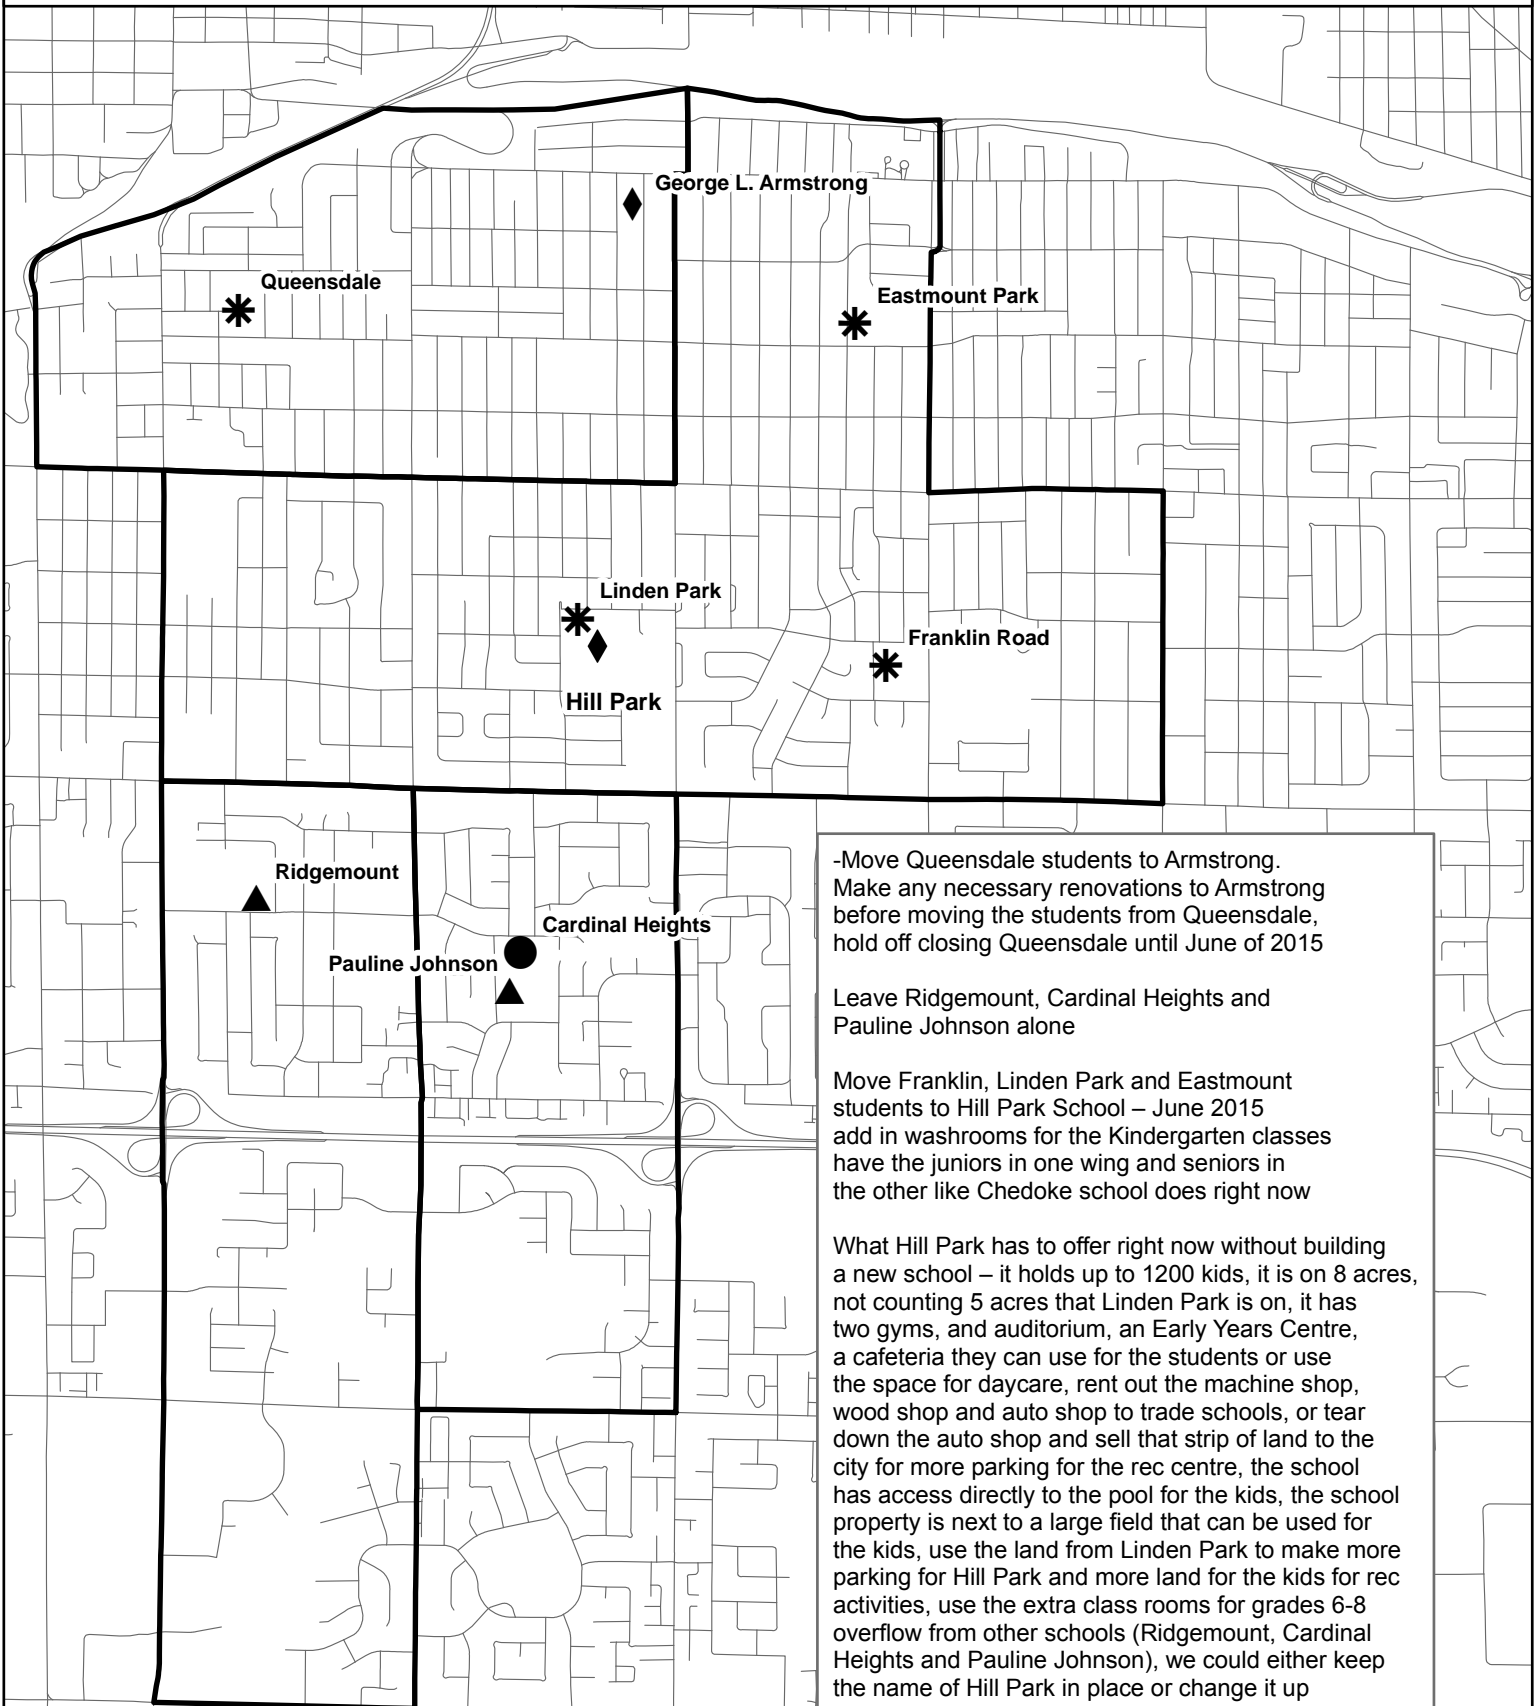 George L. Armstrong
Queensdale
Eastmount Park
Linden Park
Franklin Road
Hill Park
Ridgemount
Cardinal Heights
Pauline Johnson
-Move Queensdale students to Armstrong.
Make any necessary renovations to Armstrong
before moving the students from Queensdale,
hold off closing Queensdale until June of 2015
Leave Ridgemount, Cardinal Heights and
Pauline Johnson alone
Move Franklin, Linden Park and Eastmount
students to Hill Park School – June 2015
add in washrooms for the Kindergarten classes
have the juniors in one wing and seniors in
the other like Chedoke school does right now
What Hill Park has to offer right now without building
a new school – it holds up to 1200 kids, it is on 8 acres,
not counting 5 acres that Linden Park is on, it has
two gyms, and auditorium, an Early Years Centre,
a cafeteria they can use for the students or use
the space for daycare, rent out the machine shop,
wood shop and auto shop to trade schools, or tear
down the auto shop and sell that strip of land to the
city for more parking for the rec centre, the school
has access directly to the pool for the kids, the school
property is next to a large field that can be used for
the kids, use the land from Linden Park to make more
parking for Hill Park and more land for the kids for rec
activities, use the extra class rooms for grades 6-8
overflow from other schools (Ridgemount, Cardinal
Heights and Pauline Johnson), we could either keep
the name of Hill Park in place or change it up